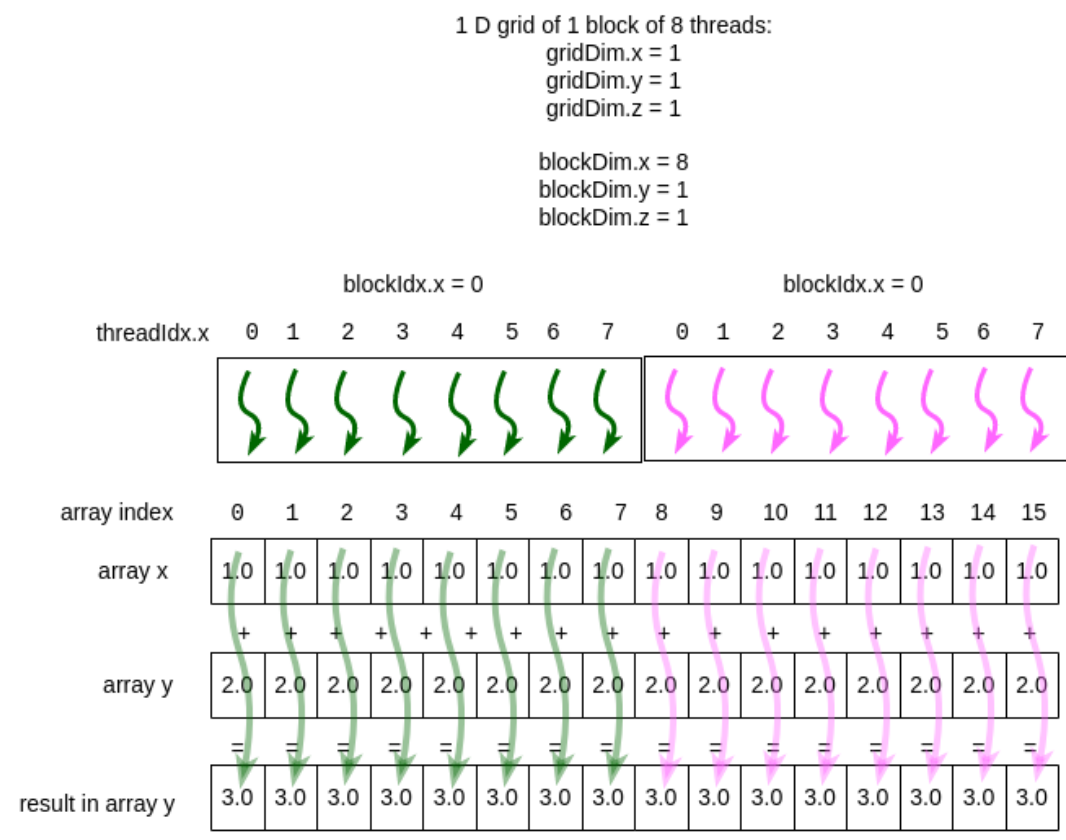 1 D grid of 1 block of 8 threads:
gridDim.x = 1
gridDim.y = 1
gridDim.z = 1
blockDim.x = 8
blockDim.y = 1
blockDim.z = 1
blockIdx.x = 0 blockIdx.x = 0
threadIdx.x 0 1 2 3 4 5 6 7 0 1 2 3 4 5 6 7
array index 0 1 2 3 4 5 6 7 8 9 10 11 12 13 14 15
array x 1.0 1.0 1.0 1.0 1.0 1.0 1.0 1.0 1.0 1.0 1.0 1.0 1.0 1.0 1.0 1.0
+ + + + + + + + + + + + + + + + +
array y 2.0 2.0 2.0 2.0 2.0 2.0 2.0 2.0 2.0 2.0 2.0 2.0 2.0 2.0 2.0 2.0
= = = = = = = = = = = = = = = =
result in array y 3.0 3.0 3.0 3.0 3.0 3.0 3.0 3.0 3.0 3.0 3.0 3.0 3.0 3.0 3.0 3.0